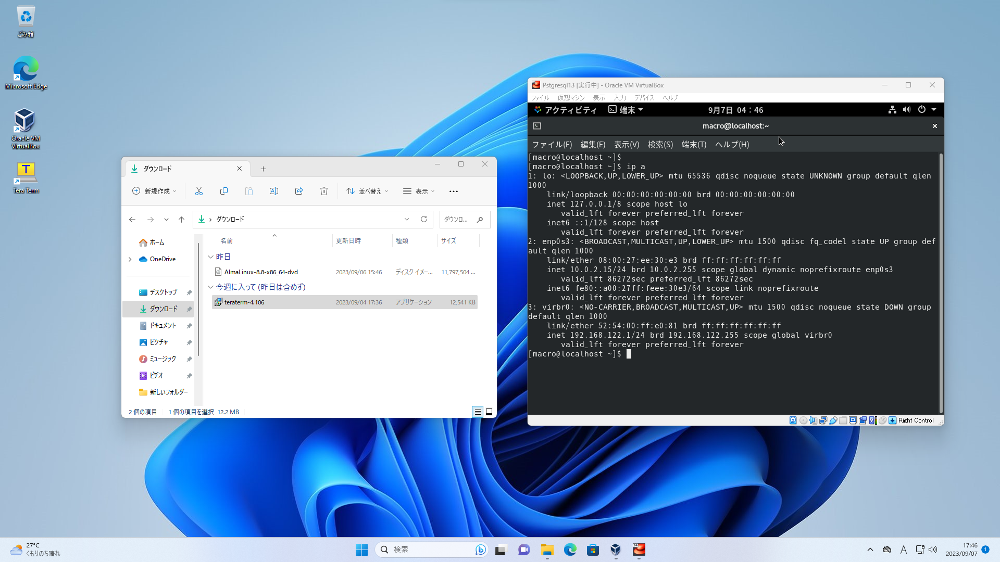 ごみ箱
Microsoft Edge
Oracle VM
VirtualBox
T
Tera Term
ダウンロード
新規作成
並べ替え
表示
ダウンロード
ダウンロ...
ホーム
OneDrive
デスクトップ
ダウンロード
ドキュメント
ピクチャ
ミュージック
ビデオ
新しいフォルダー
名前 更新日時 種類 サイズ
昨日
AlmaLinux-8.8-x86_64-dvd 2023/09/06 15:46 ディスク イメー... 11,797,504 ...
今週に入って (昨日は含めず)
teraterm-4.106 2023/09/04 17:36 アプリケーション 12,541 KB
2 個の項目 1 個の項目を選択 12.2 MB
Pstgresql13 [実行中] - Oracle VM VirtualBox
ファイル 仮想マシン 表示 入力 デバイス ヘルプ
アクティビティ 端末 9月7日 04：46
macro@localhost:~
ファイル(F) 編集(E) 表示(V) 検索(S) 端末(T) ヘルプ(H)
[macro@localhost ~]$
[macro@localhost ~]$ ip a
1: lo: <LOOPBACK,UP,LOWER_UP> mtu 65536 qdisc noqueue state UNKNOWN group default qlen
1000
link/loopback 00:00:00:00:00:00 brd 00:00:00:00:00:00
inet 127.0.0.1/8 scope host lo
valid_lft forever preferred_lft forever
inet6 ::1/128 scope host
valid_lft forever preferred_lft forever
2: enp0s3: <BROADCAST,MULTICAST,UP,LOWER_UP> mtu 1500 qdisc fq_codel state UP group def
ault qlen 1000
link/ether 08:00:27:ee:30:e3 brd ff:ff:ff:ff:ff:ff
inet 10.0.2.15/24 brd 10.0.2.255 scope global dynamic noprefixroute enp0s3
valid_lft 86272sec preferred_lft 86272sec
inet6 fe80::a00:27ff:feee:30e3/64 scope link noprefixroute
valid_lft forever preferred_lft forever
3: virbr0: <NO-CARRIER,BROADCAST,MULTICAST,UP> mtu 1500 qdisc noqueue state DOWN group
default qlen 1000
link/ether 52:54:00:ff:e0:81 brd ff:ff:ff:ff:ff:ff
inet 192.168.122.1/24 brd 192.168.122.255 scope global virbr0
valid_lft forever preferred_lft forever
[macro@localhost ~]$
Right Control
27°C
くもりのち晴れ
検索
A
17:46
2023/09/07
1